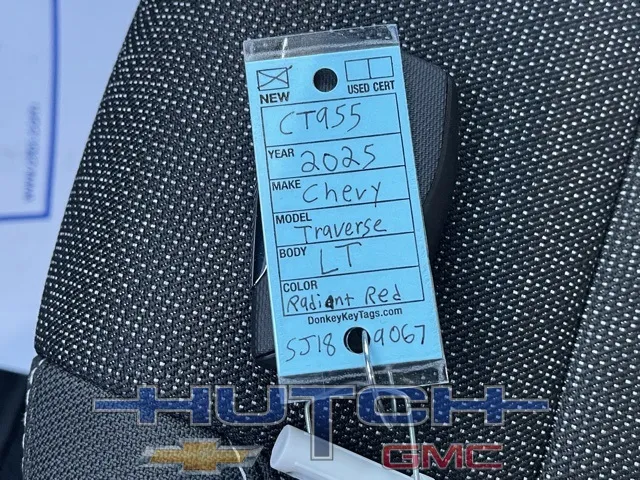 NEW USED CERT
CT955
YEAR 2025
MAKE Chevy
MODEL Traverse
BODY LT
COLOR Radiant Red
DonkeyKeyTags.com
SJ18 9067
HUTCH
GMC